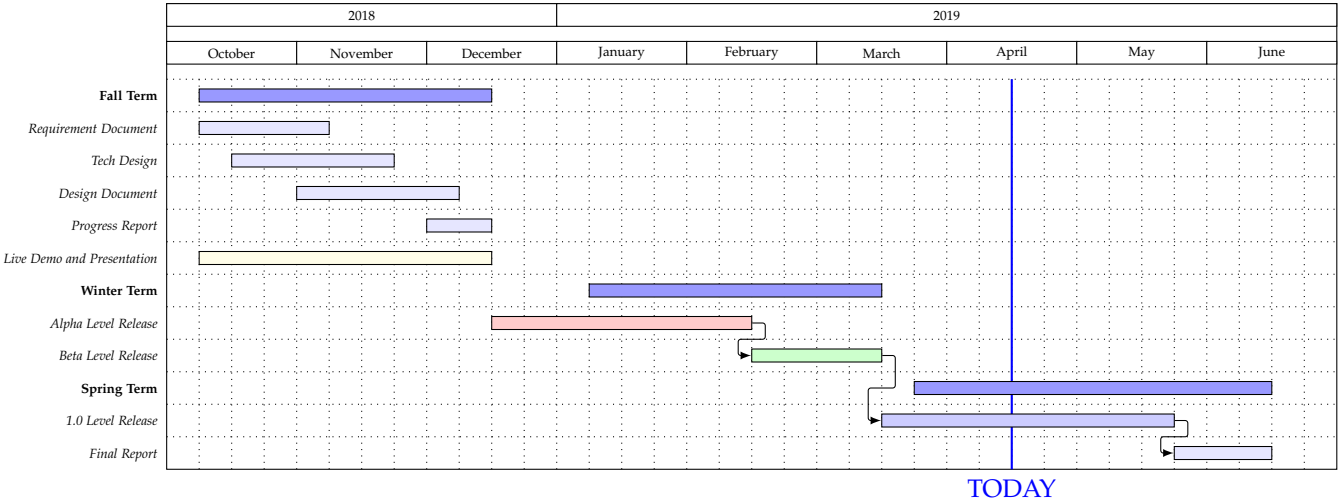 2018 2019
October November December January February March April May June
Fall Term
Requirement Document
Tech Design
Design Document
Progress Report
Live Demo and Presentation
Winter Term
Alpha Level Release
Beta Level Release
Spring Term
1.0 Level Release
Final Report
TODAY